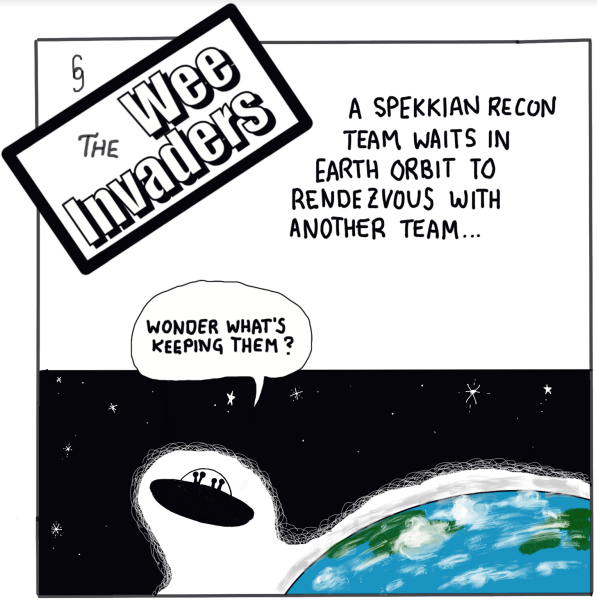 THE
Wee
Invaders
A SPEKKIAN RECON
TEAM WAITS IN
EARTH ORBIT TO
RENDEZVOUS WITH
ANOTHER TEAM...
WONDER WHAT'S
KEEPING THEM?